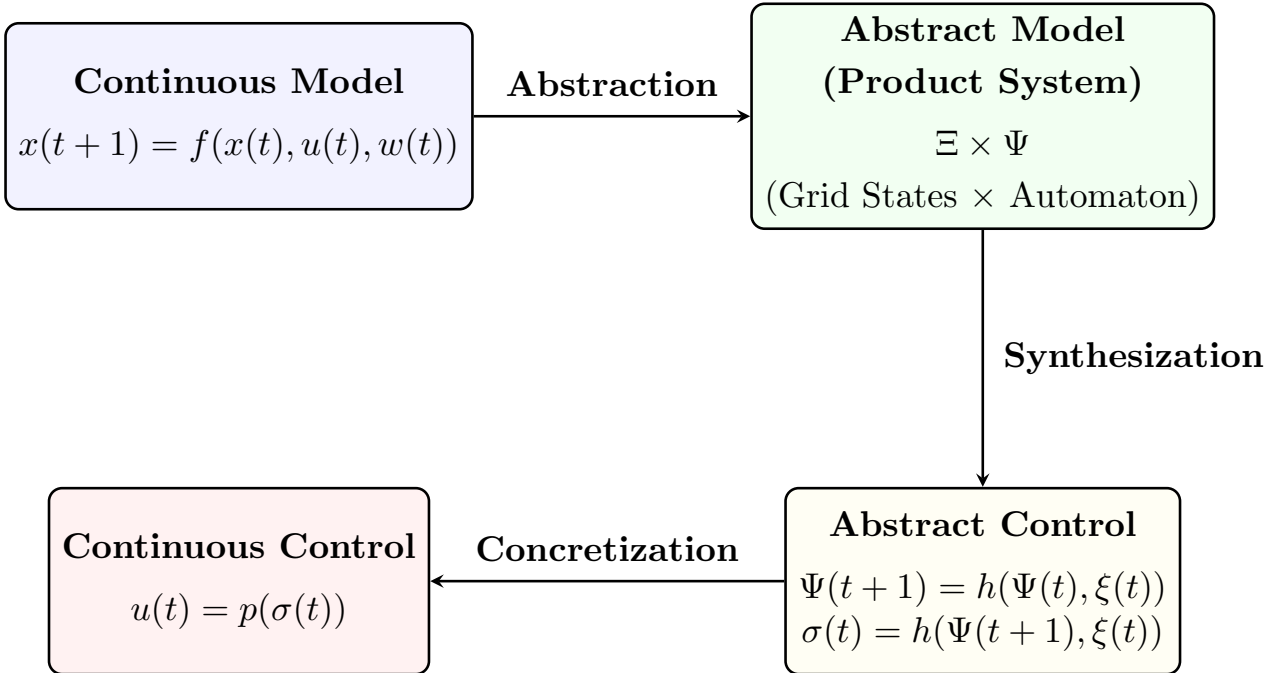 Continuous Model
x(t + 1) = f(x(t), u(t), w(t))
Abstraction
Abstract Model
(Product System)
Ξ × Ψ
(Grid States × Automaton)
Synthesization
Abstract Control
Ψ(t + 1) = h(Ψ(t), ξ(t))
σ(t) = h(Ψ(t + 1), ξ(t))
Concretization
Continuous Control
u(t) = p(σ(t))